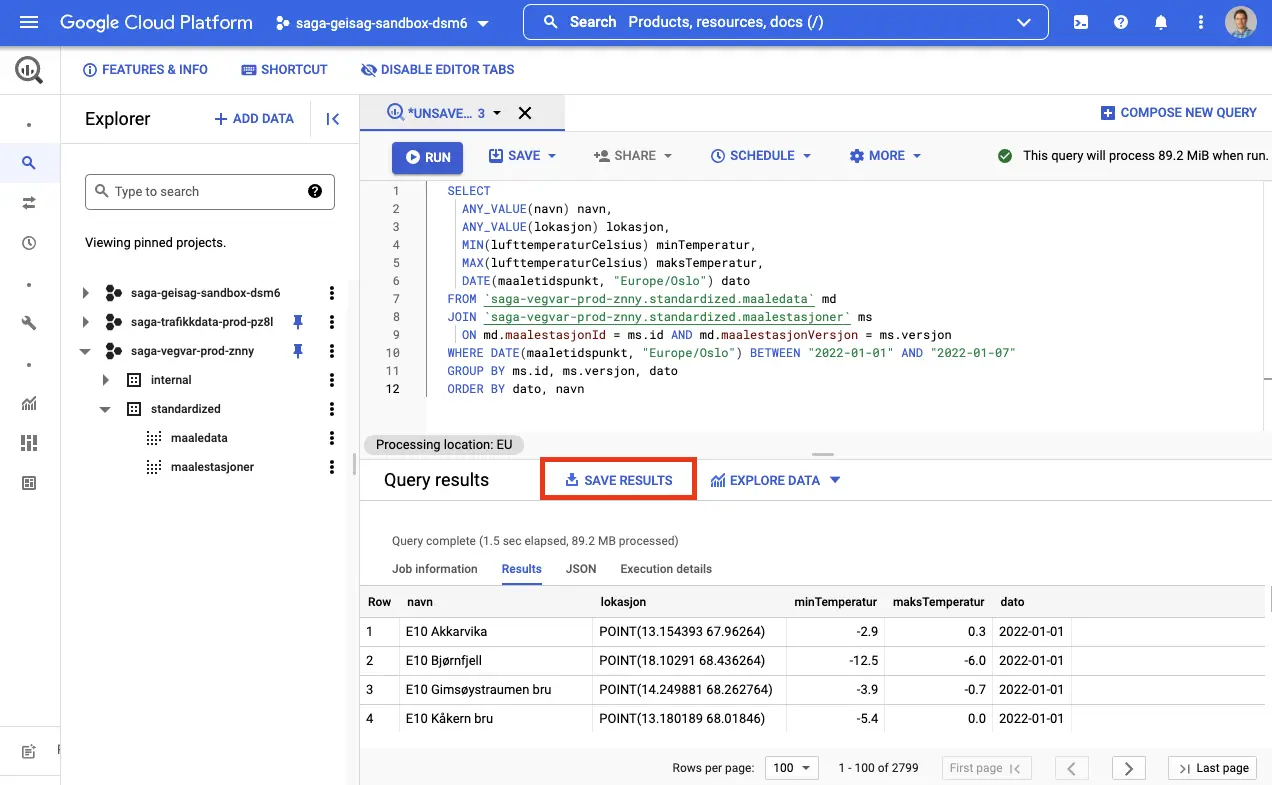 Google Cloud Platform saga-geisag-sandbox-dsm6 Search Products, resources, docs (/)
FEATURES & INFO SHORTCUT DISABLE EDITOR TABS
Explorer + ADD DATA
*UNSAVE... 3
COMPOSE NEW QUERY
RUN SAVE SHARE SCHEDULE MORE This query will process 89.2 MiB when run.
Type to search
Viewing pinned projects.
saga-geisag-sandbox-dsm6
saga-trafikkdata-prod-pz8l
saga-vegvar-prod-znny
internal
standardized
maaledata
maalestasjoner
1 SELECT
2 ANY_VALUE(navn) navn,
3 ANY_VALUE(lokasjon) lokasjon,
4 MIN(lufttemperaturCelsius) minTemperatur,
5 MAX(lufttemperaturCelsius) maksTemperatur,
6 DATE(maaletidspunkt, "Europe/Oslo") dato
7 FROM `saga-vegvar-prod-znny.standardized.maaledata` md
8 JOIN `saga-vegvar-prod-znny.standardized.maalestasjoner` ms
9 ON md.maalestasjonId = ms.id AND md.maalestasjonVersjon = ms.versjon
10 WHERE DATE(maaletidspunkt, "Europe/Oslo") BETWEEN "2022-01-01" AND "2022-01-07"
11 GROUP BY ms.id, ms.versjon, dato
12 ORDER BY dato, navn
Processing location: EU
Query results SAVE RESULTS EXPLORE DATA
Query complete (1.5 sec elapsed, 89.2 MB processed)
Job information Results JSON Execution details
Row navn lokasjon minTemperatur maksTemperatur dato
1 E10 Akkarvika POINT(13.154393 67.96264) -2.9 0.3 2022-01-01
2 E10 Bjørnfjell POINT(18.10291 68.436264) -12.5 -6.0 2022-01-01
3 E10 Gimsøystraumen bru POINT(14.249881 68.262764) -3.9 -0.7 2022-01-01
4 E10 Kåkern bru POINT(13.180189 68.01846) -5.4 0.0 2022-01-01
Rows per page: 100 1 - 100 of 2799 First page Last page